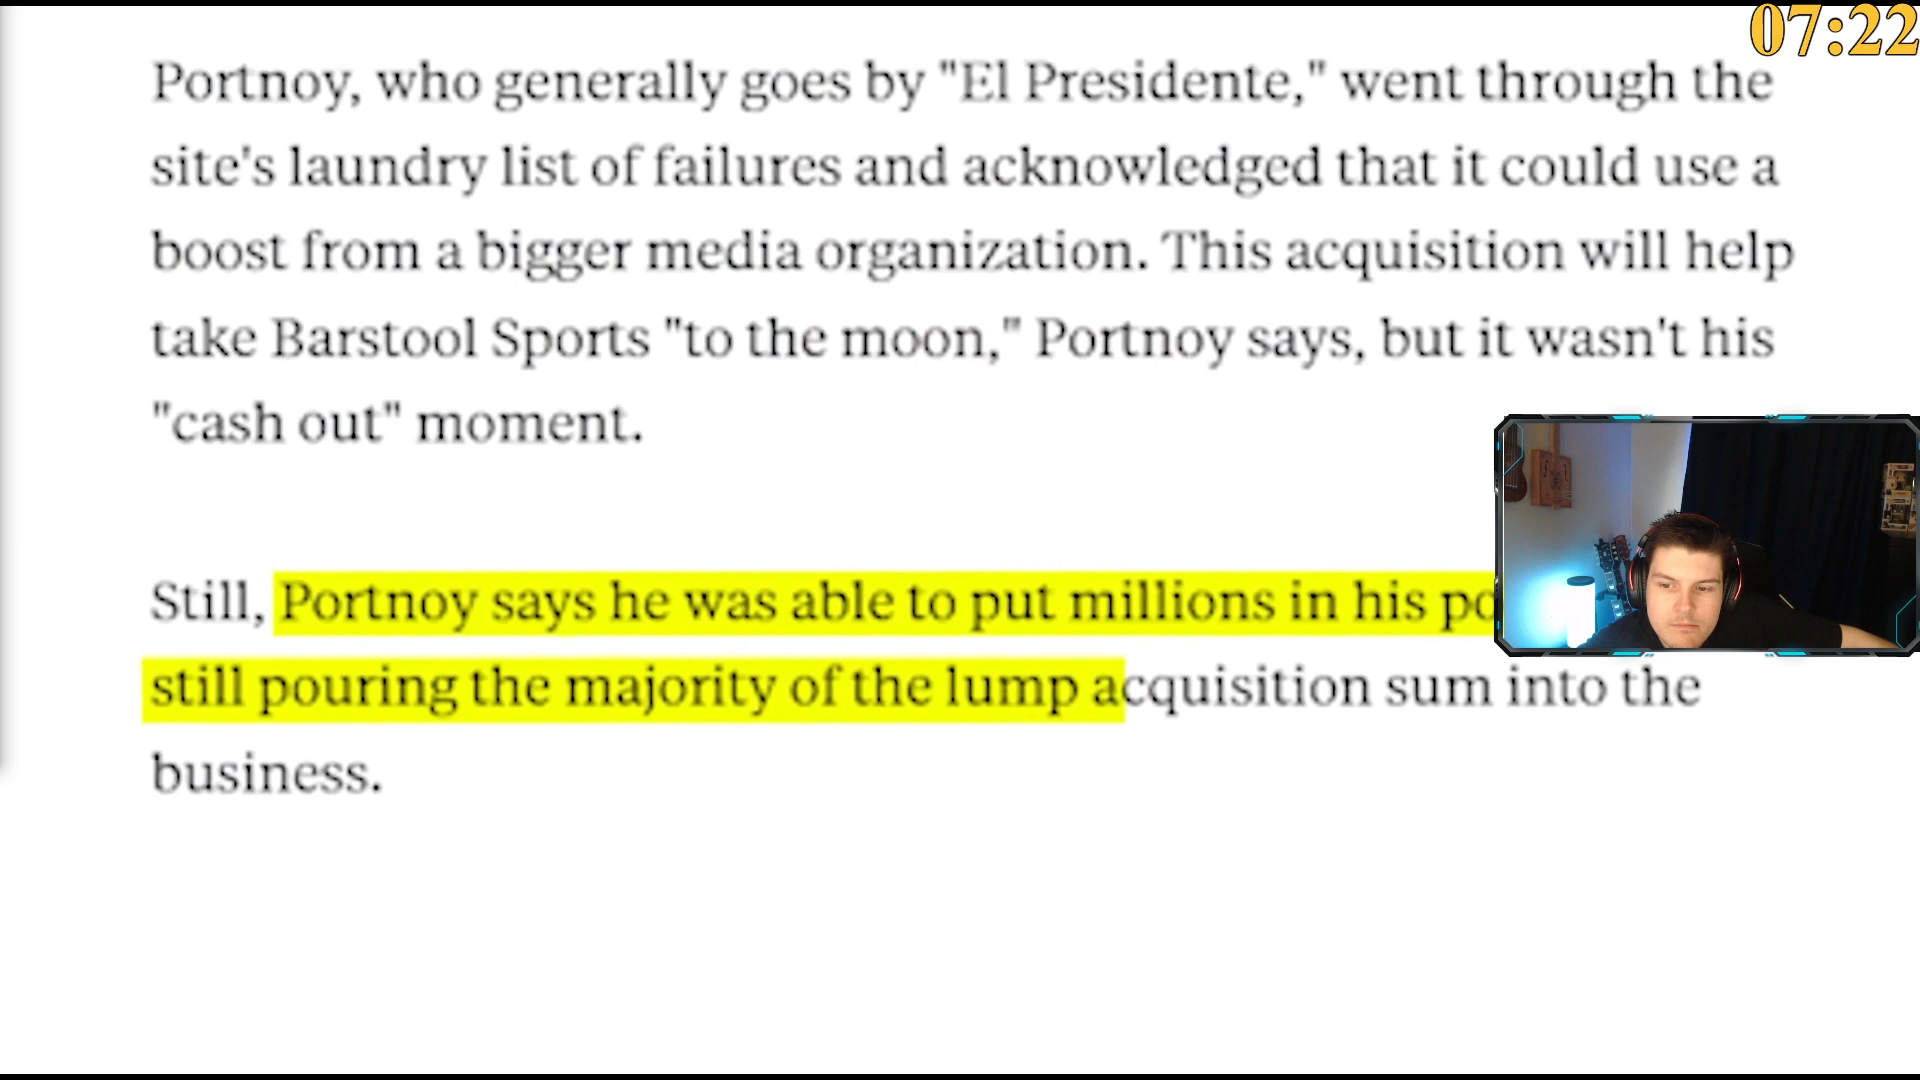 07:22
Portnoy, who generally goes by "El Presidente," went through the
site's laundry list of failures and acknowledged that it could use a
boost from a bigger media organization. This acquisition will help
take Barstool Sports "to the moon," Portnoy says, but it wasn't his
"cash out" moment.
Still, Portnoy says he was able to put millions in his
still pouring the majority of the lump acquisition sum into the
business.